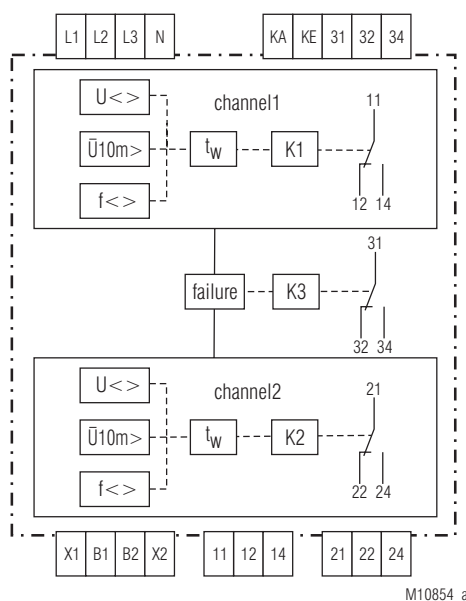 L1 L2 L3 N KA KE 31 32 34
U<> channel1 11
Ū10m> tW K1
f<> 12 14
31
failure K3
32 34
U<> channel2 21
Ū10m> tW K2
f<> 22 24
X1 B1 B2 X2 11 12 14 21 22 24
M10854_a